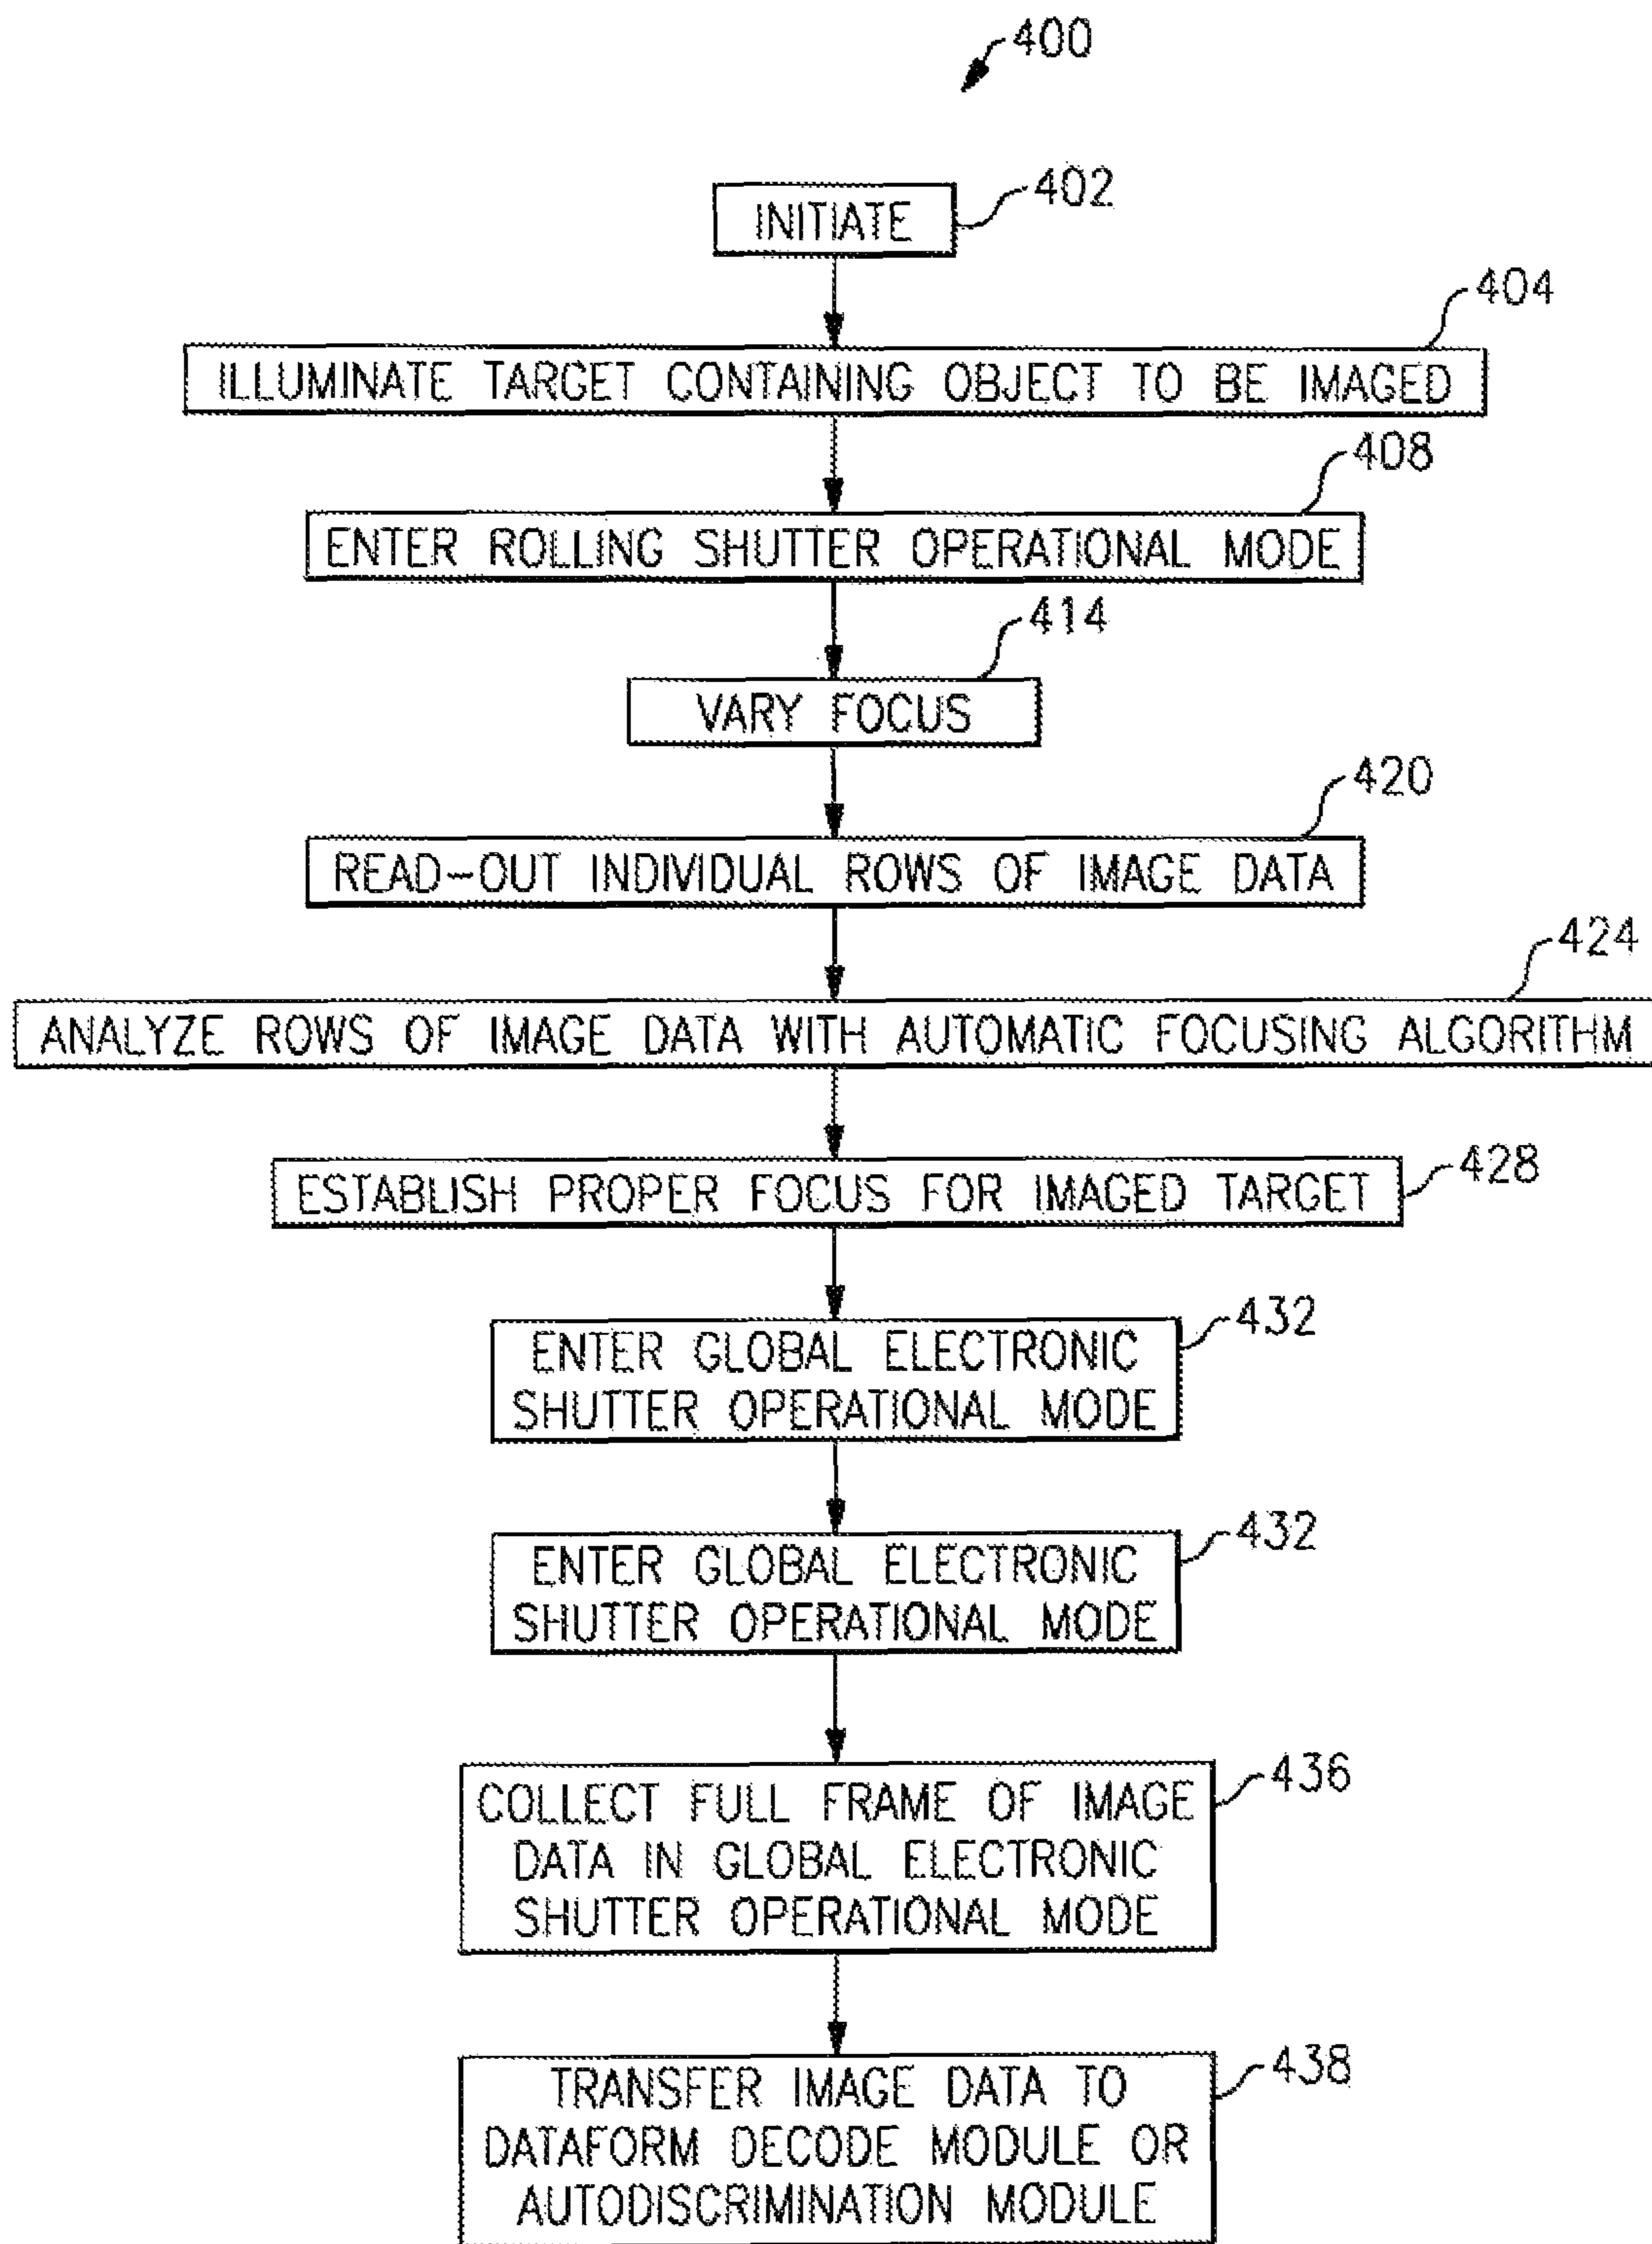 400
402
INITIATE
404
ILLUMINATE TARGET CONTAINING OBJECT TO BE IMAGED
408
ENTER ROLLING SHUTTER OPERATIONAL MODE
414
VARY FOCUS
420
READ-OUT INDIVIDUAL ROWS OF IMAGE DATA
424
ANALYZE ROWS OF IMAGE DATA WITH AUTOMATIC FOCUSING ALGORITHM
ESTABLISH PROPER FOCUS FOR IMAGED TARGET
428
432
ENTER GLOBAL ELECTRONIC
SHUTTER OPERATIONAL MODE
432
ENTER GLOBAL ELECTRONIC
SHUTTER OPERATIONAL MODE
436
COLLECT FULL FRAME OF IMAGE
DATA IN GLOBAL ELECTRONIC
SHUTTER OPERATIONAL MODE
438
TRANSFER IMAGE DATA TO
DATAFORM DECODE MODULE OR
AUTODISCRIMINATION MODULE